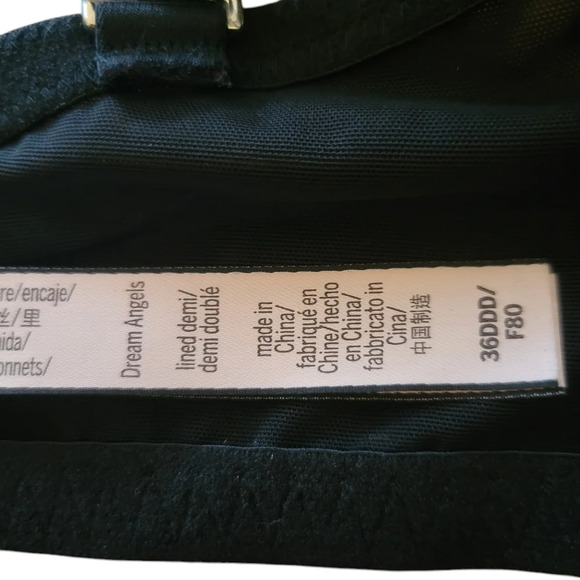 re/encaje/
丝/里
ida/
onnets/
Dream Angels
lined demi/
demi doublé
made in
China/
fabriqué en
Chine/hecho
en China/
fabbricato in
Cina/
中国制造
36DDD/
F80